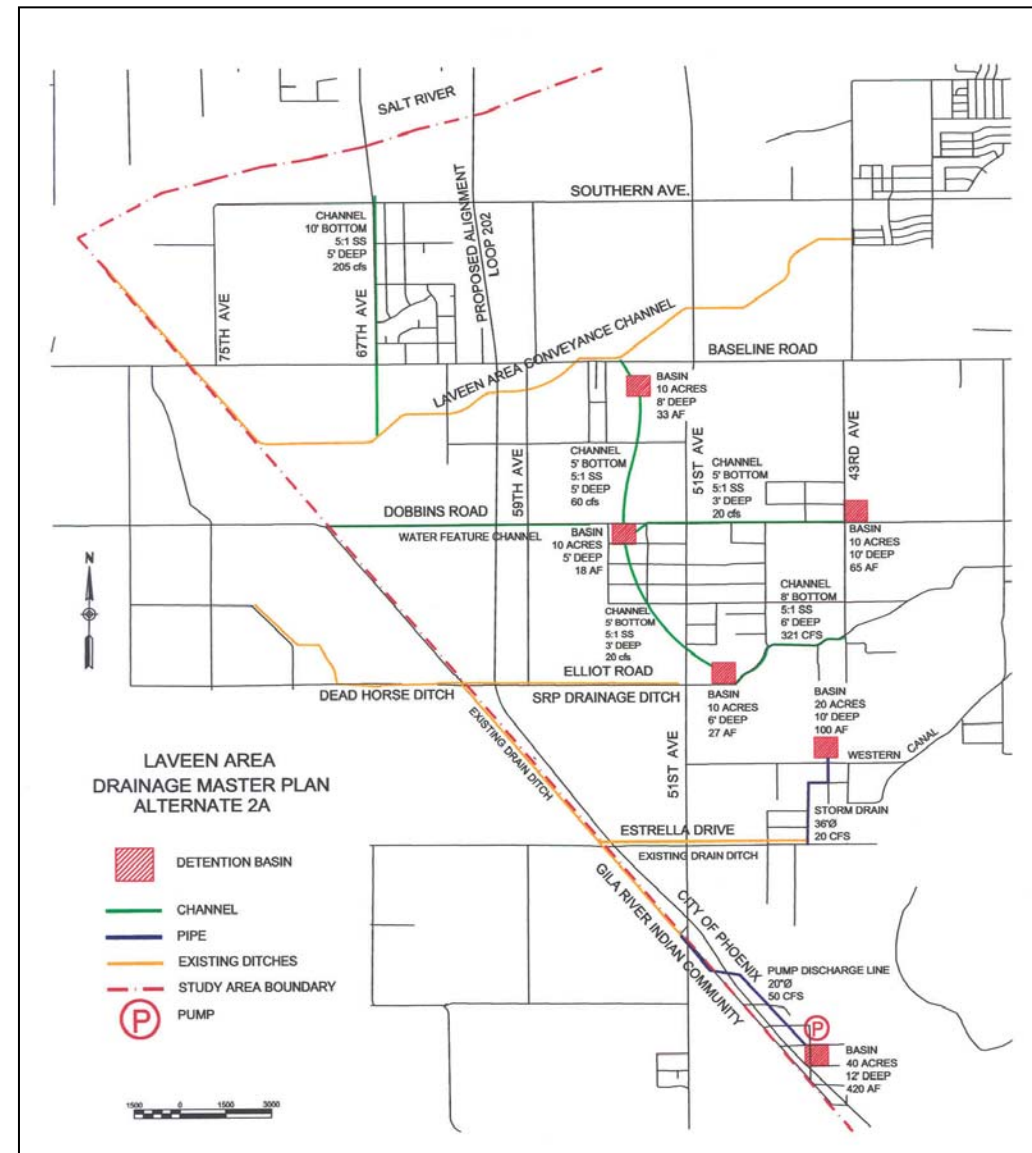 SALT RIVER
SOUTHERN AVE.
CHANNEL
10' BOTTOM
5:1 SS
5' DEEP
205 cfs
PROPOSED ALIGNMENT
LOOP 202
75TH AVE
67TH AVE
LAVEEN AREA CONVEYANCE CHANNEL
BASELINE ROAD
BASIN
10 ACRES
8' DEEP
33 AF
59TH AVE
CHANNEL
5' BOTTOM
5:1 SS
5' DEEP
60 cfs
51ST AVE
CHANNEL
5' BOTTOM
5:1 SS
3' DEEP
20 cfs
43RD AVE
DOBBINS ROAD
WATER FEATURE CHANNEL
BASIN
10 ACRES
5' DEEP
18 AF
BASIN
10 ACRES
10' DEEP
65 AF
N
CHANNEL
8' BOTTOM
5:1 SS
6' DEEP
321 CFS
CHANNEL
5' BOTTOM
5:1 SS
3' DEEP
20 cfs
ELLIOT ROAD
DEAD HORSE DITCH
SRP DRAINAGE DITCH
BASIN
10 ACRES
6' DEEP
27 AF
BASIN
20 ACRES
10' DEEP
100 AF
EXISTING DRAIN DITCH
51ST AVE
WESTERN CANAL
STORM DRAIN
36'Ø
20 CFS
ESTRELLA DRIVE
EXISTING DRAIN DITCH
LAVEEN AREA
DRAINAGE MASTER PLAN
ALTERNATE 2A
DETENTION BASIN
CHANNEL
PIPE
EXISTING DITCHES
STUDY AREA BOUNDARY
P
PUMP
GILA RIVER INDIAN COMMUNITY
CITY OF PHOENIX
PUMP DISCHARGE LINE
20"Ø
50 CFS
P
BASIN
40 ACRES
12' DEEP
420 AF
1500 0 1500 3000